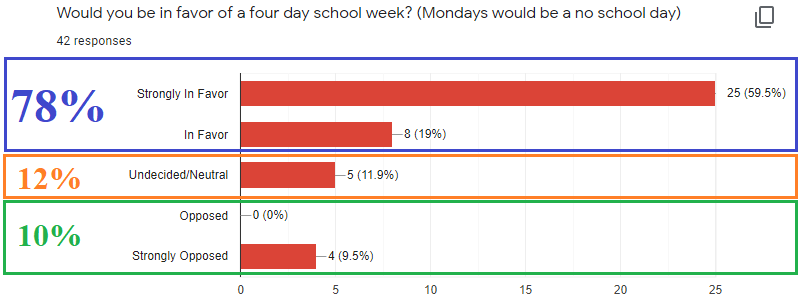 Would you be in favor of a four day school week? (Mondays would be a no school day)
42 responses
78%
Strongly In Favor 25 (59.5%)
In Favor 8 (19%)
12%
Undecided/Neutral 5 (11.9%)
10%
Opposed 0 (0%)
Strongly Opposed 4 (9.5%)
0 5 10 15 20 25